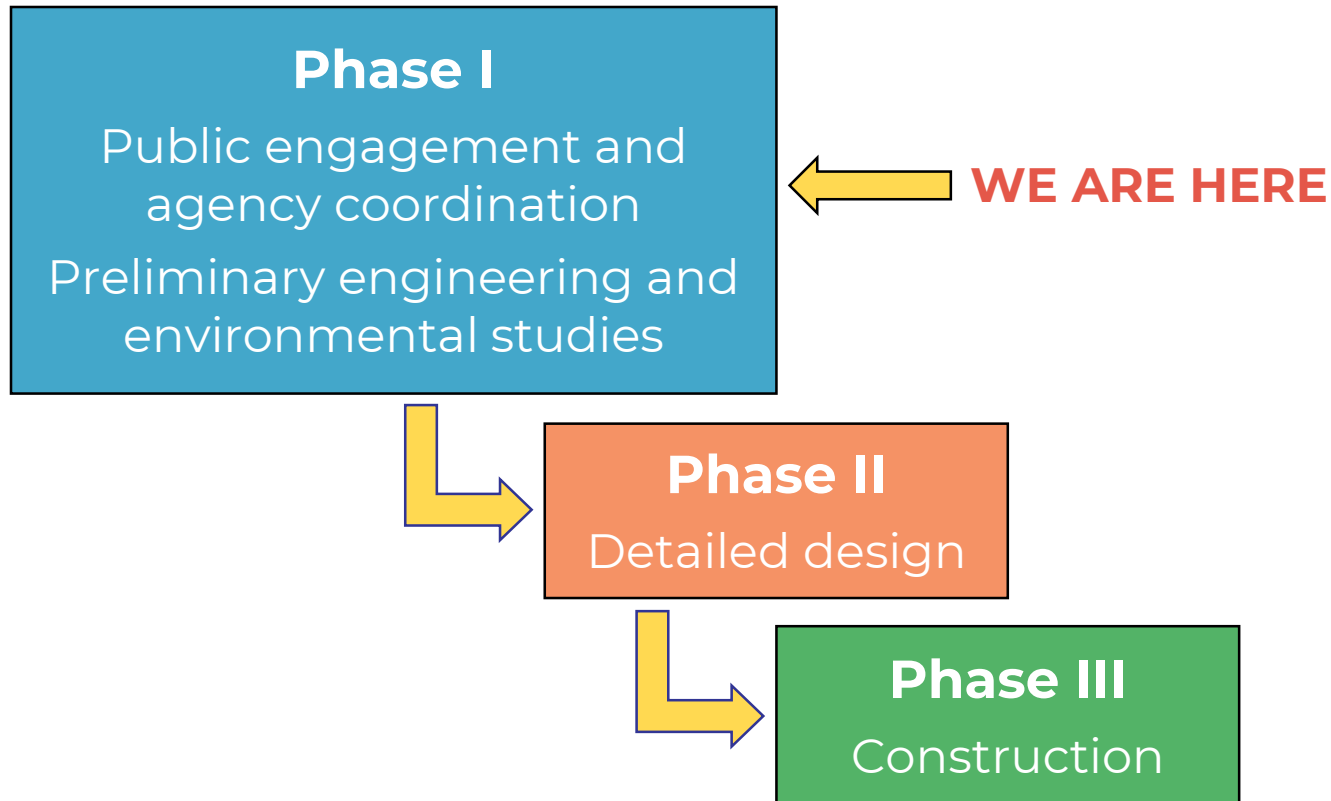 Phase I
Public engagement and
agency coordination
Preliminary engineering and
environmental studies
WE ARE HERE
Phase II
Detailed design
Phase III
Construction